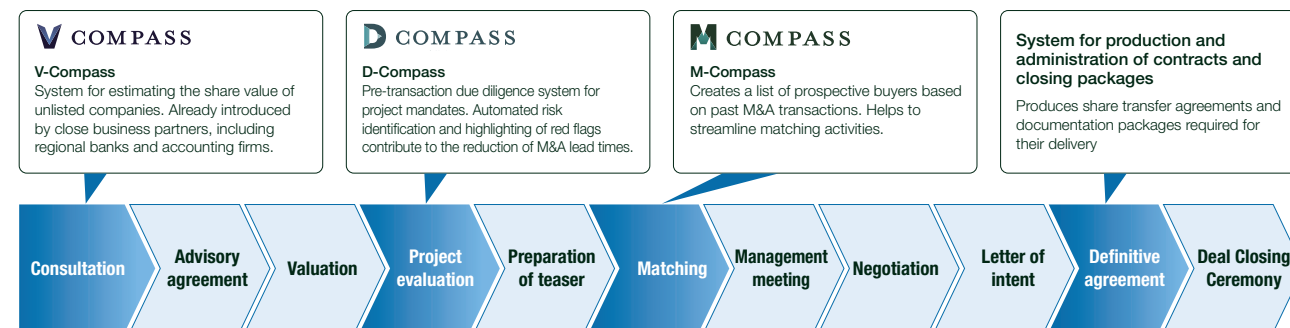 V COMPASS
V-Compass
System for estimating the share value of
unlisted companies. Already introduced
by close business partners, including
regional banks and accounting firms.
D COMPASS
D-Compass
Pre-transaction due diligence system for
project mandates. Automated risk
identification and highlighting of red flags
contribute to the reduction of M&A lead times.
M COMPASS
M-Compass
Creates a list of prospective buyers based
on past M&A transactions. Helps to
streamline matching activities.
System for production and
administration of contracts and
closing packages
Produces share transfer agreements and
documentation packages required for
their delivery
Consultation
Advisory
agreement
Valuation
Project
evaluation
Preparation
of teaser
Matching
Management
meeting
Negotiation
Letter of
intent
Definitive
agreement
Deal Closing
Ceremony